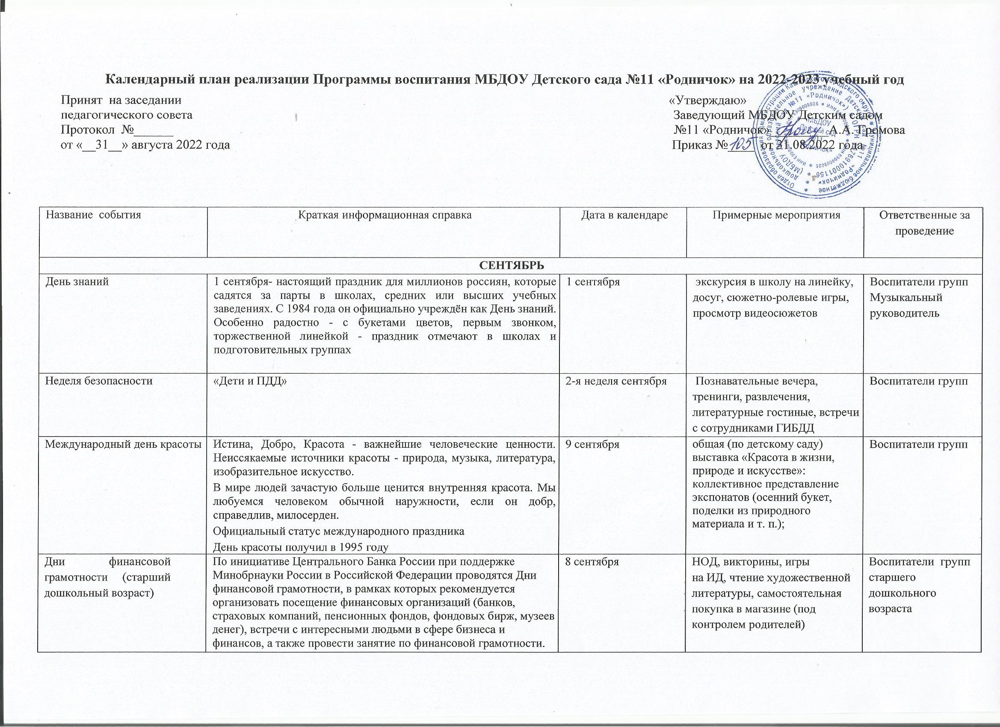 Календарный план реализации Программы воспитания МБДОУ Детского сада №11 «Родничок» на 2022-2023 учебный год
Принят на заседании
педагогического совета
Протокол №______
от «__31__» августа 2022 года
«Утверждаю»
Заведующий МБДОУ Детским садом
№11 «Родничок» А.А. Громова
Приказ № 105 от 31.08.2022 года
МБДОУ
Детский сад
№11
Название события
Краткая информационная справка
Дата в календаре
Примерные мероприятия
Ответственные за
проведение
СЕНТЯБРЬ
День знаний
1 сентября- настоящий праздник для миллионов россиян, которые
садятся за парты в школах, средних или высших учебных
заведениях. С 1984 года он официально учреждён как День знаний.
Особенно радостно - с букетами цветов, первым звонком,
торжественной линейкой - праздник отмечают в школах и
подготовительных группах
1 сентября
экскурсия в школу на линейку,
досуг, сюжетно-ролевые игры,
просмотр видеосюжетов
Воспитатели групп
Музыкальный
руководитель
Неделя безопасности
«Дети и ПДД»
2-я неделя сентября
Познавательные вечера,
тренинги, развлечения,
литературные гостиные, встречи
с сотрудниками ГИБДД
Воспитатели групп
Международный день красоты
Истина, Добро, Красота - важнейшие человеческие ценности.
Неиссякаемые источники красоты - природа, музыка, литература,
изобразительное искусство.
В мире людей зачастую больше ценится внутренняя красота. Мы
любуемся человеком обычной наружности, если он добр,
справедлив, милосерден.
Официальный статус международного праздника
День красоты получил в 1995 году
9 сентября
общая (по детскому саду)
выставка «Красота в жизни,
природе и искусстве»:
коллективное представление
экспонатов (осенний букет,
поделки из природного
материала и т. п.);
Воспитатели групп
Дни финансовой
грамотности (старший
дошкольный возраст)
По инициативе Центрального Банка России при поддержке
Минобрнауки России в Российской Федерации проводятся Дни
финансовой грамотности, в рамках которых рекомендуется
организовать посещение финансовых организаций (банков,
страховых компаний, пенсионных фондов, фондовых бирж, музеев
денег), встречи с интересными людьми в сфере бизнеса и
финансов, а также провести занятие по финансовой грамотности.
8 сентября
НОД, викторины, игры
на ИД, чтение художественной
литературы, самостоятельная
покупка в магазине (под
контролем родителей)
Воспитатели групп
старшего
дошкольного
возраста